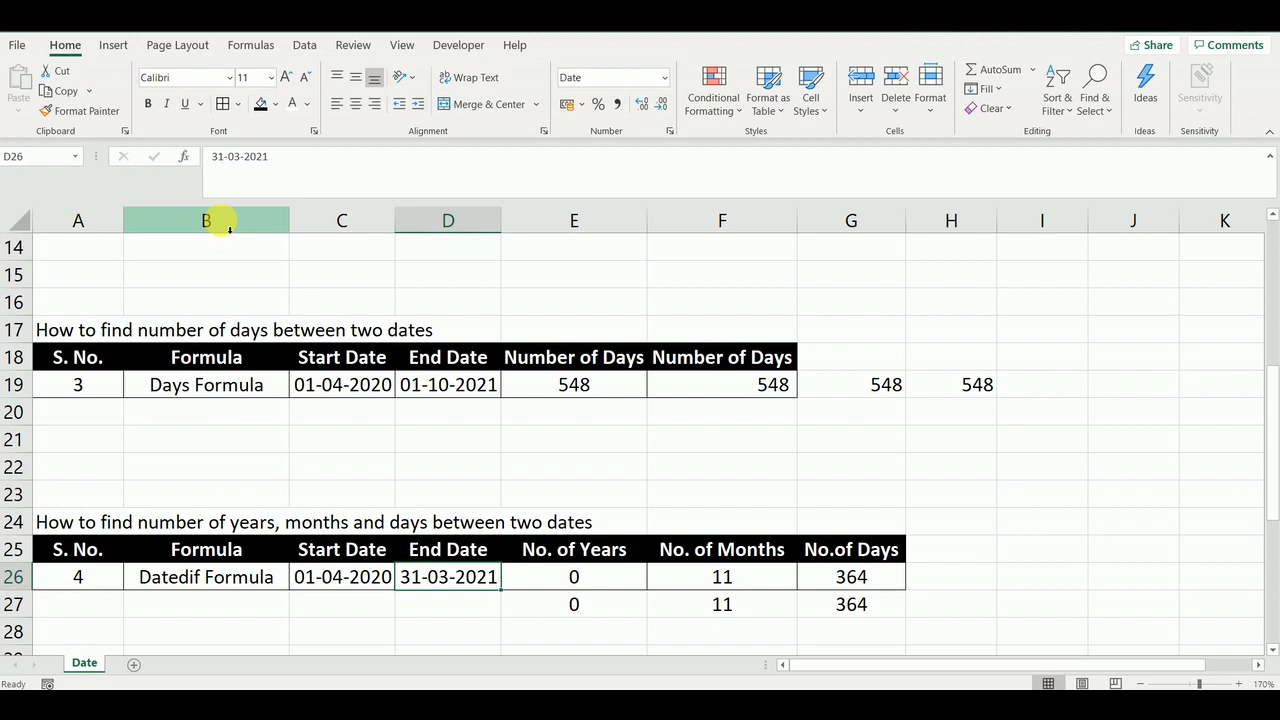 File Home Insert Page Layout Formulas Data Review View Developer Help Share Comments
Paste Cut Copy Format Painter Clipboard
Calibri 11 A A B I U A Font
Wrap Text Merge & Center Alignment
Date % Number
Conditional Formatting Format as Table Cell Styles Styles
Insert Delete Format Cells
AutoSum Fill Clear Sort & Filter Find & Select Editing
Ideas Ideas
Sensitivity Sensitivity
D26 fx 31-03-2021
A B C D E F G H I J K
14
15
16
17 How to find number of days between two dates
18 S. No. Formula Start Date End Date Number of Days Number of Days
19 3 Days Formula 01-04-2020 01-10-2021 548 548 548 548
20
21
22
23
24 How to find number of years, months and days between two dates
25 S. No. Formula Start Date End Date No. of Years No. of Months No.of Days
26 4 Datedif Formula 01-04-2020 31-03-2021 0 11 364
27 0 11 364
28
Date
Ready 170%